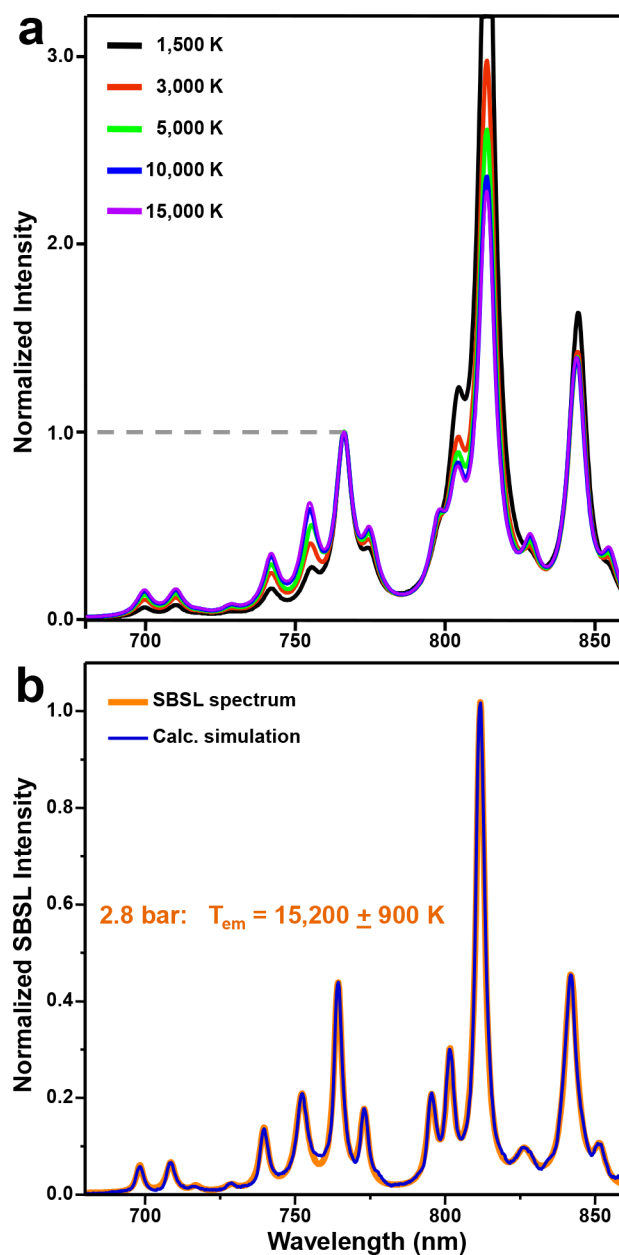 a
1,500 K
3,000 K
5,000 K
10,000 K
15,000 K
Normalized Intensity
3.0
2.0
1.0
0.0
700 750 800 850
b
SBSL spectrum
Calc. simulation
2.8 bar: Tem = 15,200 ± 900 K
Normalized SBSL Intensity
1.0
0.8
0.6
0.4
0.2
0.0
700 750 800 850
Wavelength (nm)